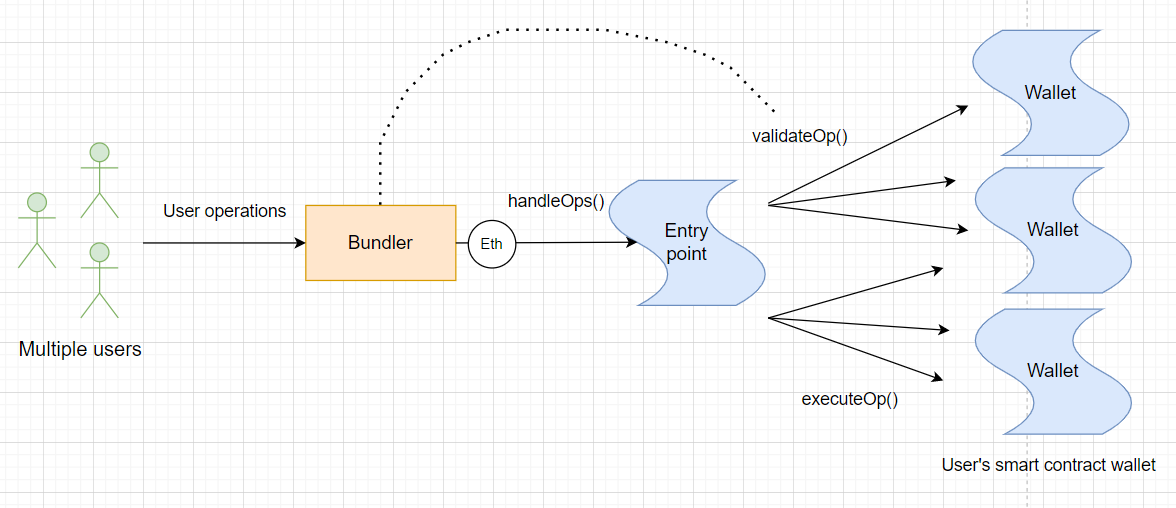 Wallet
validateOp()
handleOps()
User operations
Entry
point
Wallet
Bundler
Eth
Multiple users
Wallet
executeOp()
User's smart contract wallet